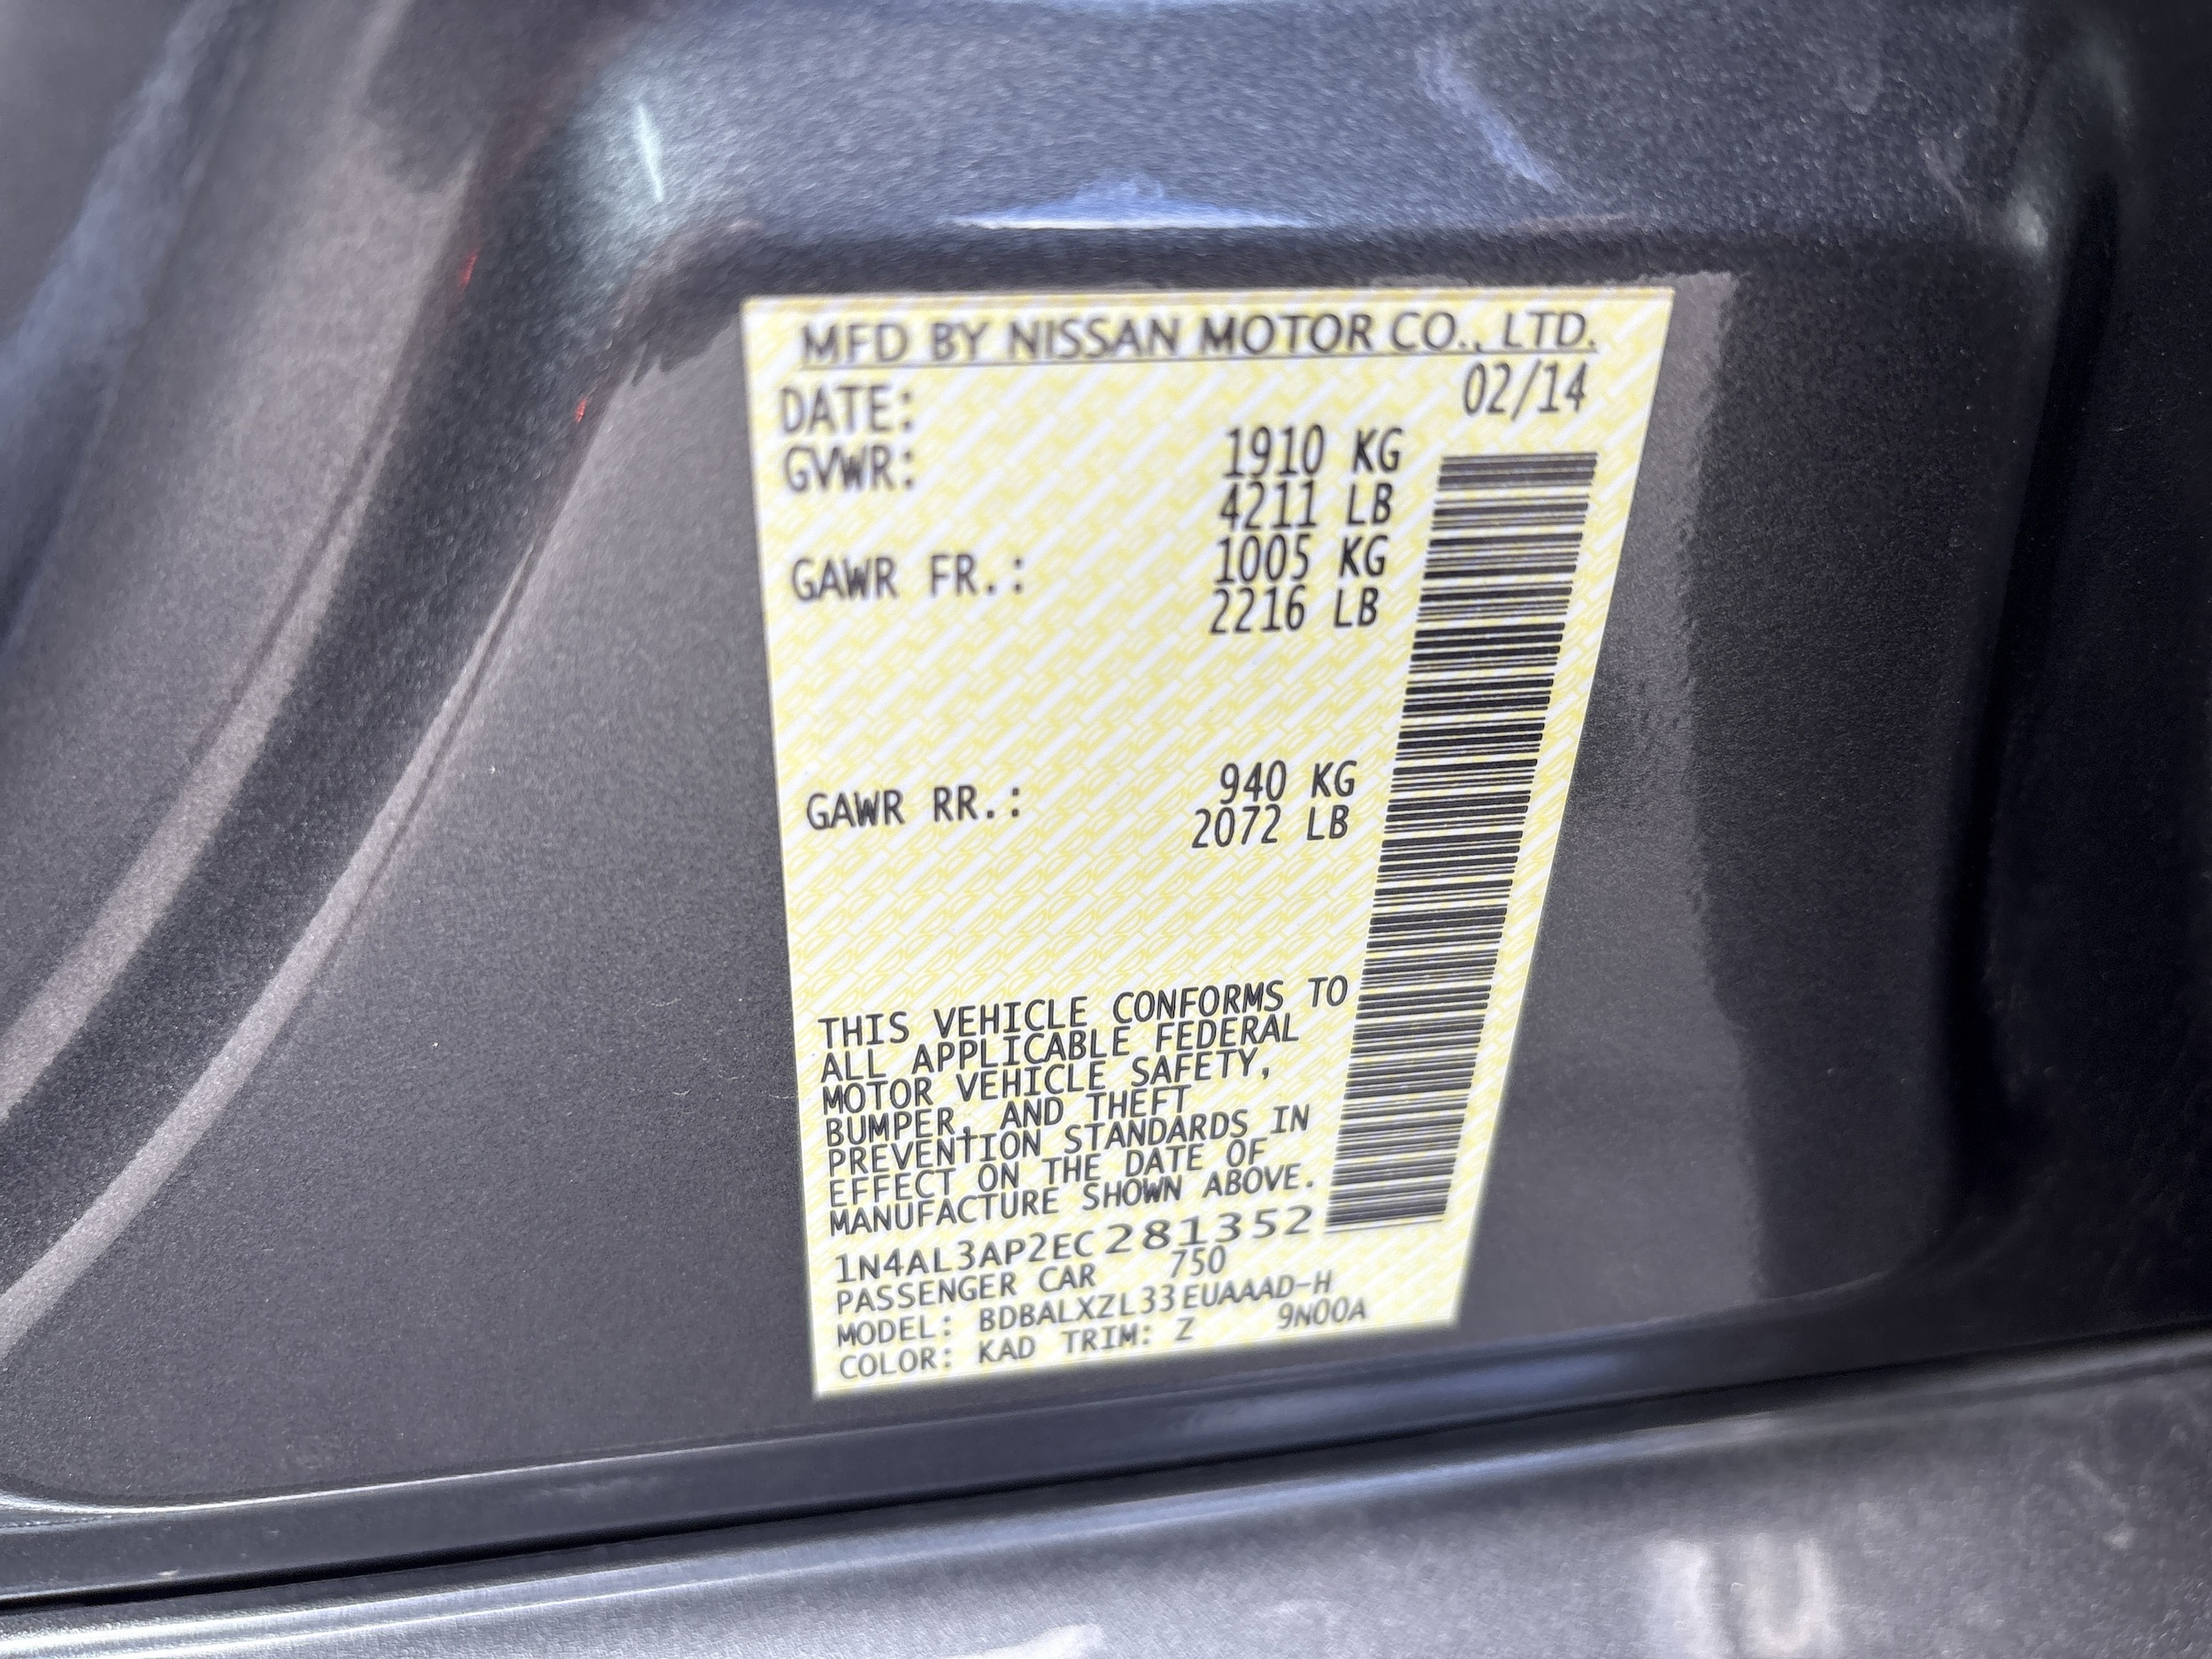 MFD BY NISSAN MOTOR CO., LTD.
DATE: 02/14
GVWR: 1910 KG
4211 LB
GAWR FR.: 1005 KG
2216 LB
GAWR RR.: 940 KG
2072 LB
THIS VEHICLE CONFORMS TO
ALL APPLICABLE FEDERAL
MOTOR VEHICLE SAFETY,
BUMPER, AND THEFT
PREVENTION STANDARDS IN
EFFECT ON THE DATE OF
MANUFACTURE SHOWN ABOVE.
1N4AL3AP2EC281352
PASSENGER CAR 750
MODEL: BDBALXZL33EUAAAD-H
COLOR: KAD TRIM: Z 9N00A